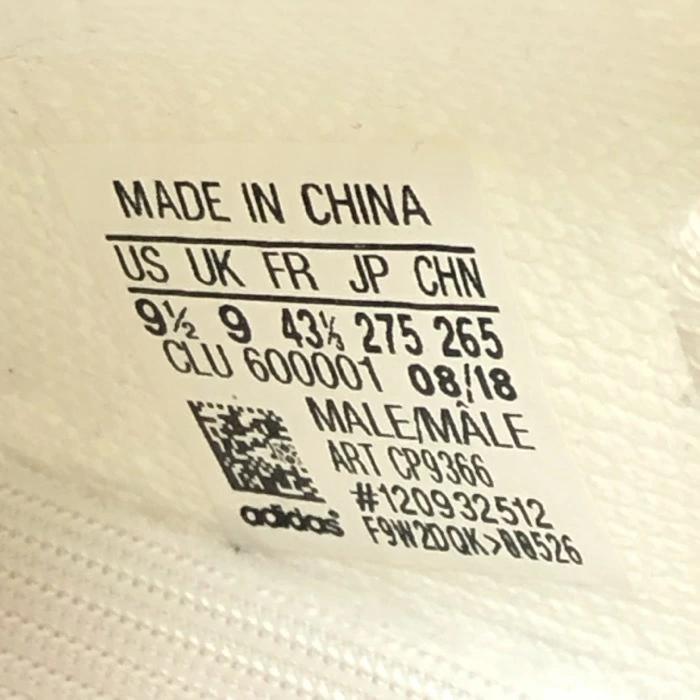 MADE IN CHINA
US UK FR JP CHN
9½ 9 43⅓ 275 265
CLU 600001 08/18
MALE/MÂLE
ART CP9366
#120932512
adidas®
F9W2DQK>00526